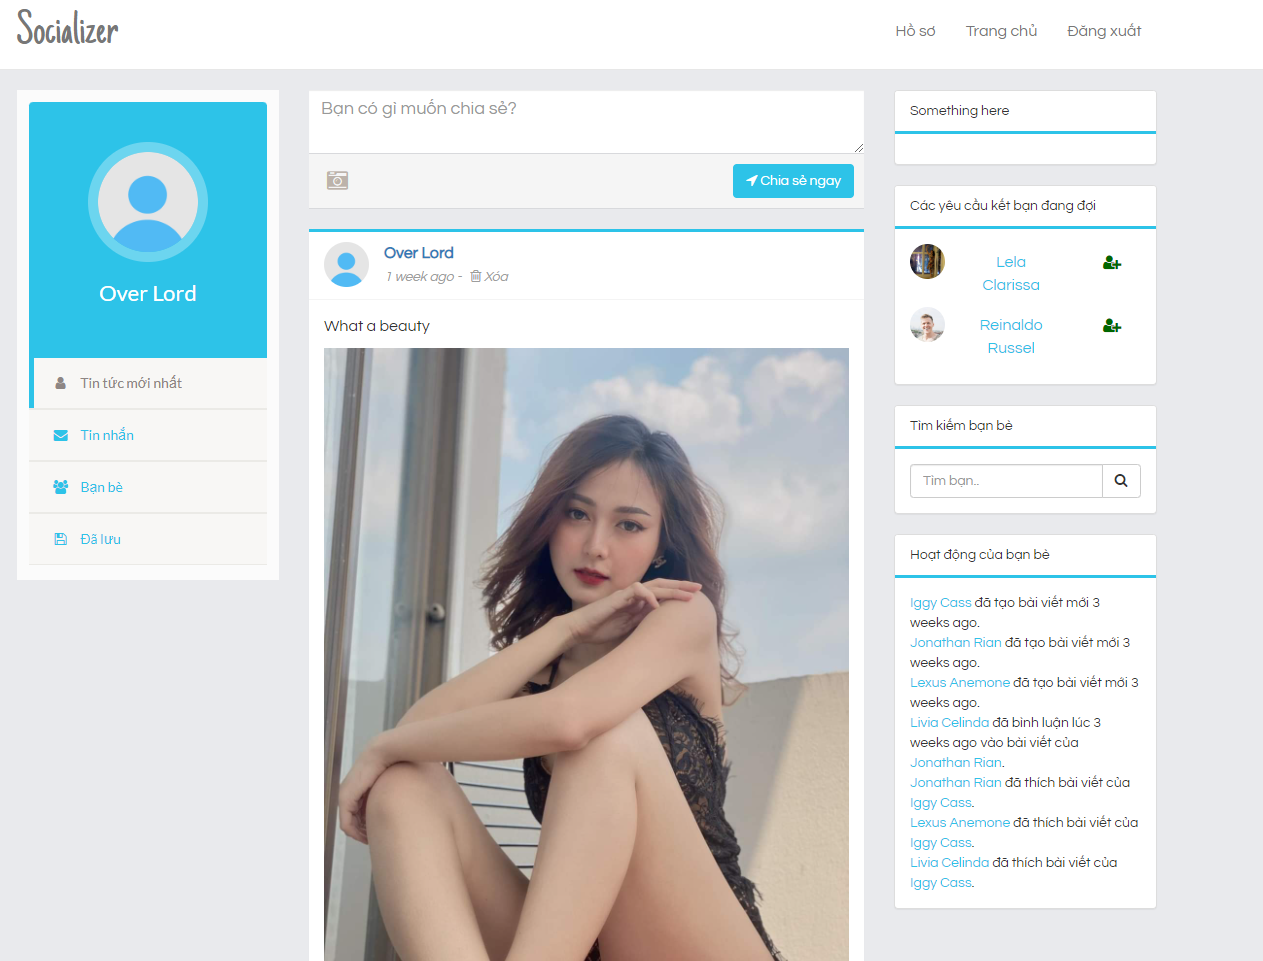 Socializer
Hồ sơ
Trang chủ
Đăng xuất
Over Lord
Tin tức mới nhất
Tin nhắn
Bạn bè
Đã lưu
Bạn có gì muốn chia sẻ?
Chia sẻ ngay
Over Lord
1 week ago - Xóa
What a beauty
Something here
Các yêu cầu kết bạn đang đợi
Lela
Clarissa
Reinaldo
Russel
Tìm kiếm bạn bè
Tìm bạn..
Hoạt động của bạn bè
Iggy Cass đã tạo bài viết mới 3
weeks ago.
Jonathan Rian đã tạo bài viết mới 3
weeks ago.
Lexus Anemone đã tạo bài viết mới 3
weeks ago.
Livia Celinda đã bình luận lúc 3
weeks ago vào bài viết của
Jonathan Rian.
Jonathan Rian đã thích bài viết của
Iggy Cass.
Lexus Anemone đã thích bài viết của
Iggy Cass.
Livia Celinda đã thích bài viết của
Iggy Cass.